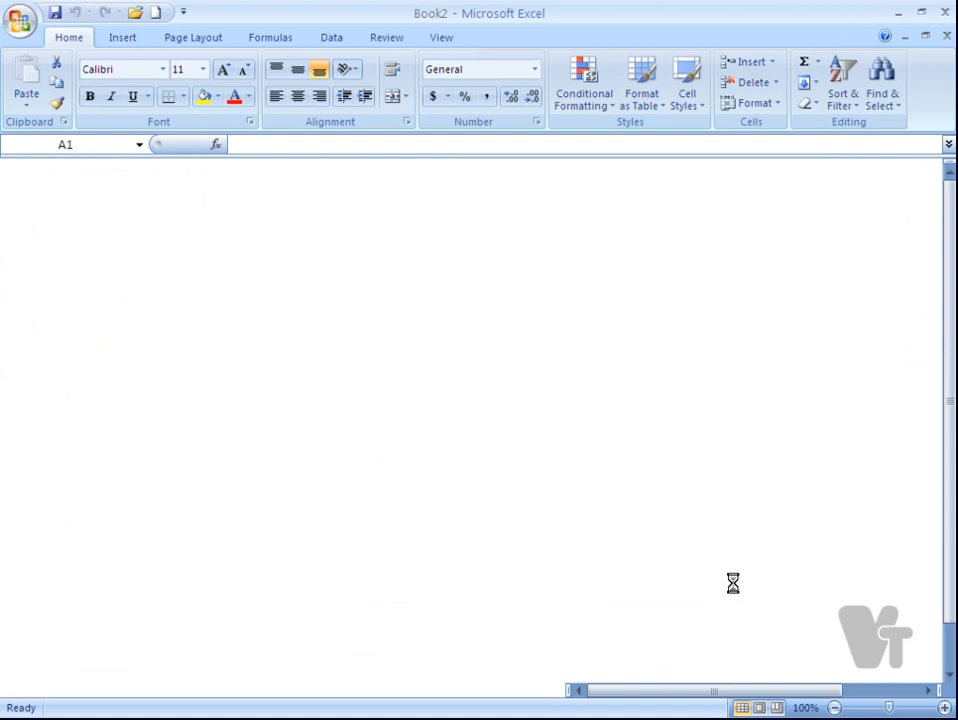 Book2 - Microsoft Excel
Home Insert Page Layout Formulas Data Review View
Paste
Clipboard
Calibri 11
B I U A
Font
Alignment
General
$ % ,
Number
Conditional Formatting
Format as Table
Cell Styles
Styles
Insert
Delete
Format
Cells
Σ
Sort & Filter
Find & Select
Editing
A1 fx
VT
Ready 100%